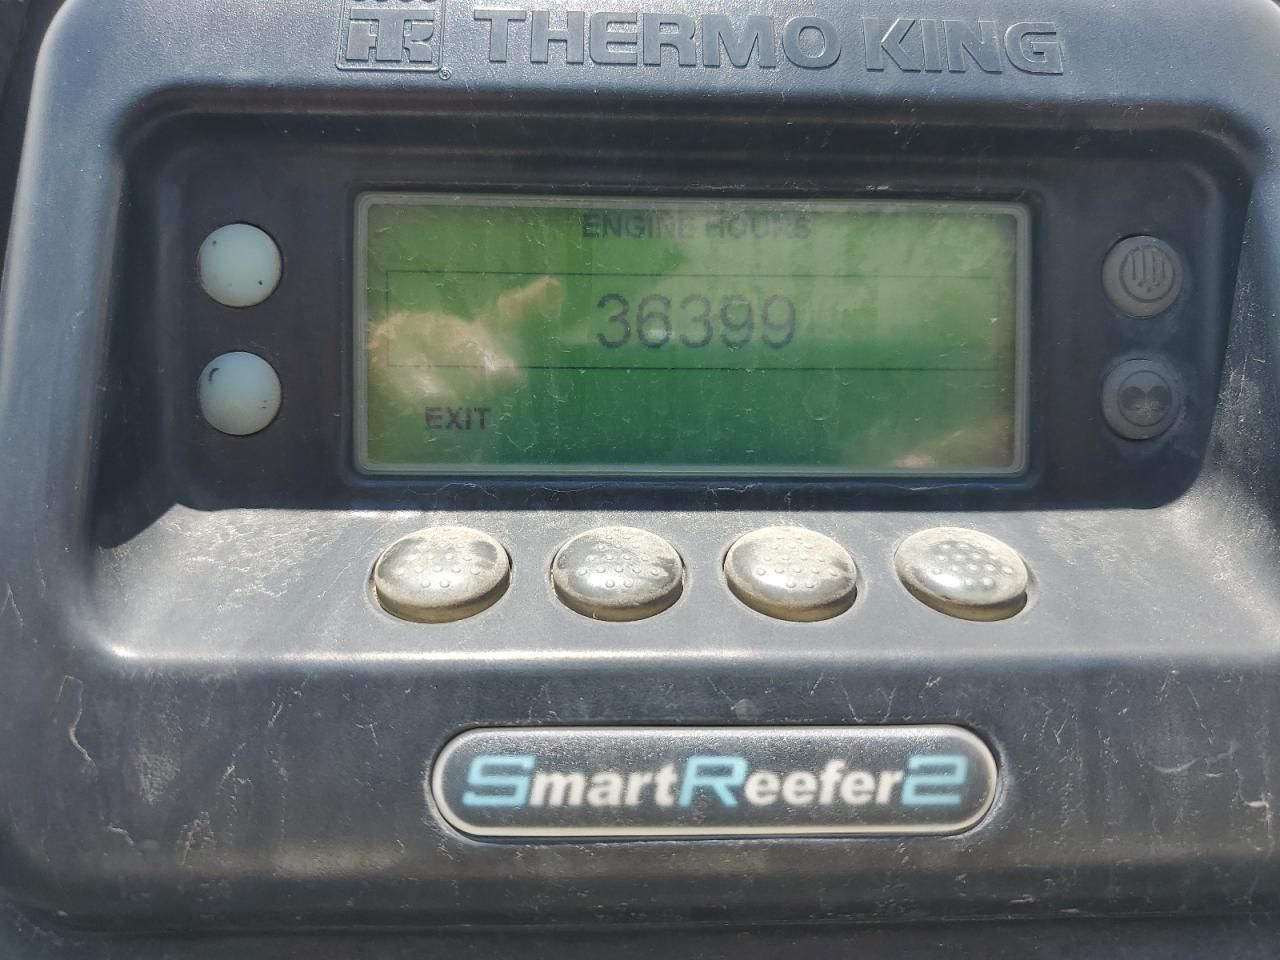 THERMO KING
ENGINE HOURS
36399
EXIT
SmartReefer2